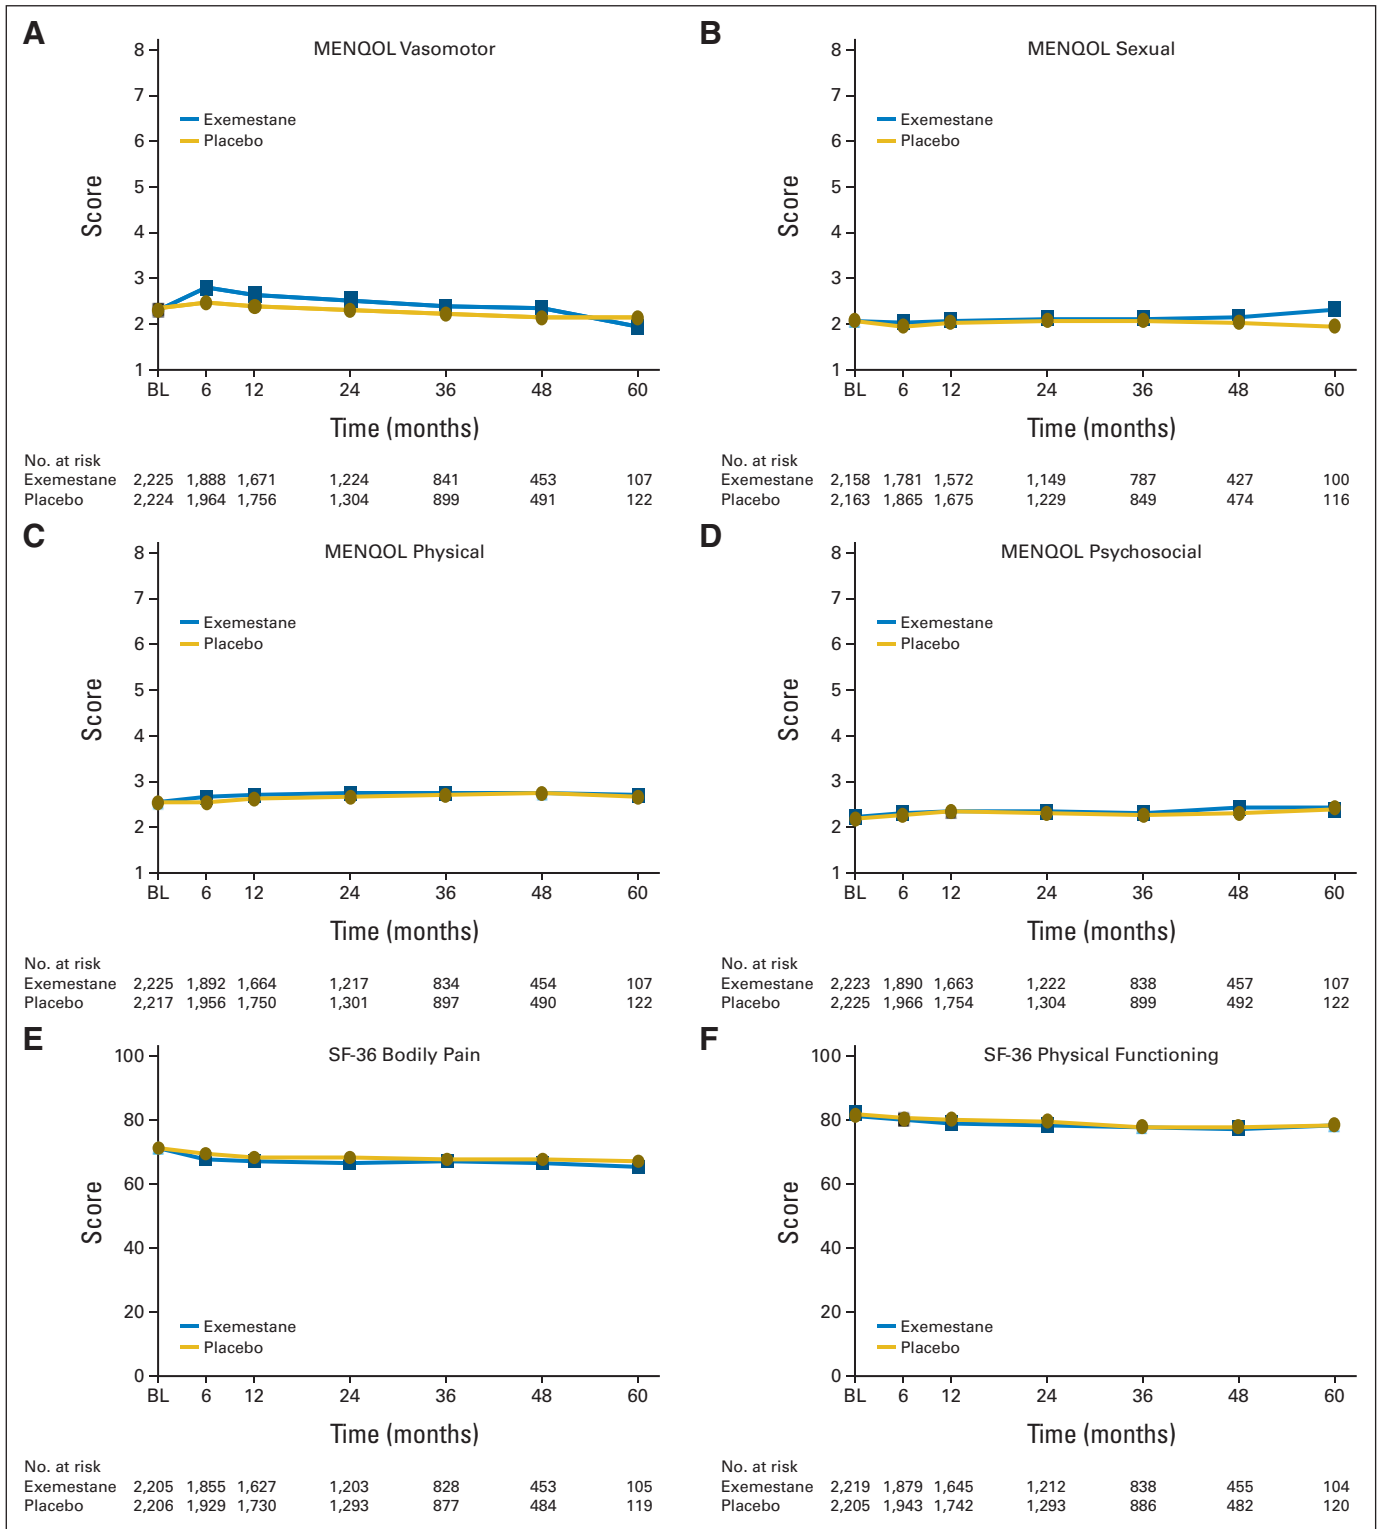 A
MENQOL Vasomotor
8
7
6
5
4
3
2
1
Score
Exemestane
Placebo
BL 6 12 24 36 48 60
Time (months)
No. at risk
Exemestane 2,225 1,888 1,671 1,224 841 453 107
Placebo 2,224 1,964 1,756 1,304 899 491 122
B
MENQOL Sexual
8
7
6
5
4
3
2
1
Score
Exemestane
Placebo
BL 6 12 24 36 48 60
Time (months)
No. at risk
Exemestane 2,158 1,781 1,572 1,149 787 427 100
Placebo 2,163 1,865 1,675 1,229 849 474 116
C
MENQOL Physical
8
7
6
5
4
3
2
1
Score
Exemestane
Placebo
BL 6 12 24 36 48 60
Time (months)
No. at risk
Exemestane 2,225 1,892 1,664 1,217 834 454 107
Placebo 2,217 1,956 1,750 1,301 897 490 122
D
MENQOL Psychosocial
8
7
6
5
4
3
2
1
Score
Exemestane
Placebo
BL 6 12 24 36 48 60
Time (months)
No. at risk
Exemestane 2,223 1,890 1,663 1,222 838 457 107
Placebo 2,225 1,966 1,754 1,304 899 492 122
E
SF-36 Bodily Pain
100
80
60
40
20
0
Score
Exemestane
Placebo
BL 6 12 24 36 48 60
Time (months)
No. at risk
Exemestane 2,205 1,855 1,627 1,203 828 453 105
Placebo 2,206 1,929 1,730 1,293 877 484 119
F
SF-36 Physical Functioning
100
80
60
40
20
0
Score
Exemestane
Placebo
BL 6 12 24 36 48 60
Time (months)
No. at risk
Exemestane 2,219 1,879 1,645 1,212 838 455 104
Placebo 2,205 1,943 1,742 1,293 886 482 120